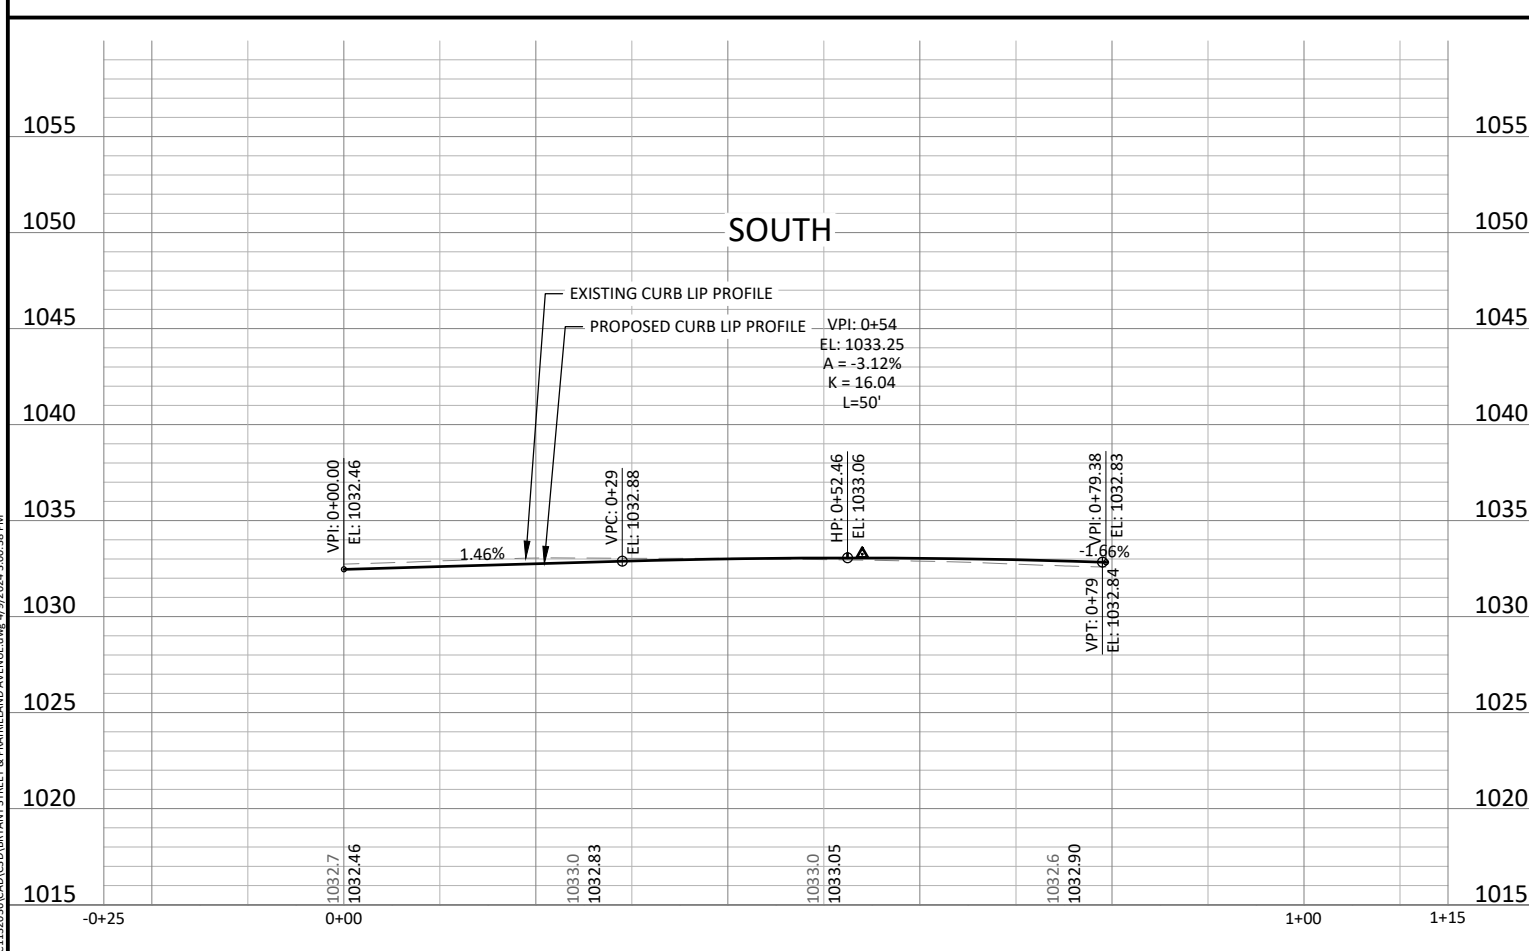 1055
1055
1050
1050
SOUTH
EXISTING CURB LIP PROFILE
1045
1045
PROPOSED CURB LIP PROFILE
VPI: 0+54
EL: 1033.25
A = -3.12%
K = 16.04
L=50'
1040
1040
1035
1035
VPI: 0+00.00
EL: 1032.46
1.46%
VPC: 0+29
EL: 1032.88
HP: 0+52.46
EL: 1033.06
VPI: 0+79.38
EL: 1032.83
-1.66%
VPT: 0+79
EL: 1032.84
1030
1030
1025
1025
1020
1020
1032.7
1032.46
1033.0
1032.83
1033.0
1033.05
1032.6
1032.90
1015
1015
-0+25
0+00
1+00
1+15